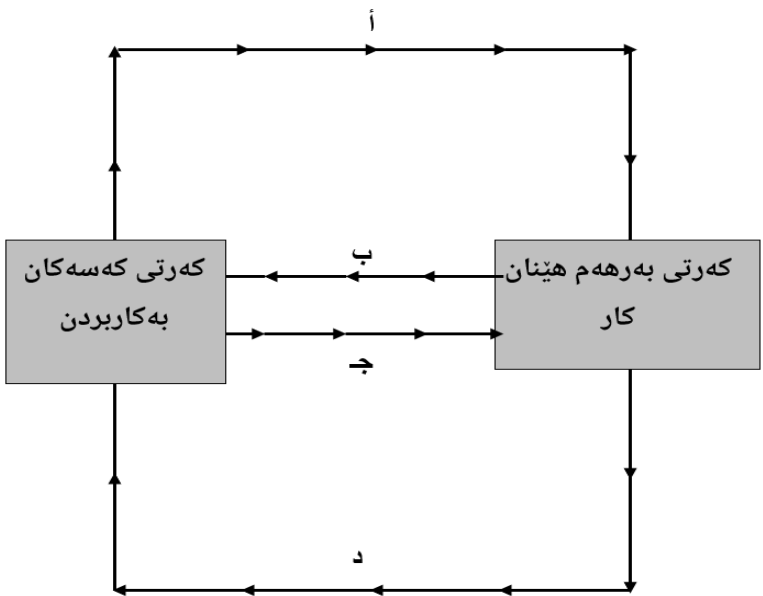 أ
ب
کەرتی بەرهەم هێنان
کار
کەرتی کەسەکان
بەکاربردن
جـ
د